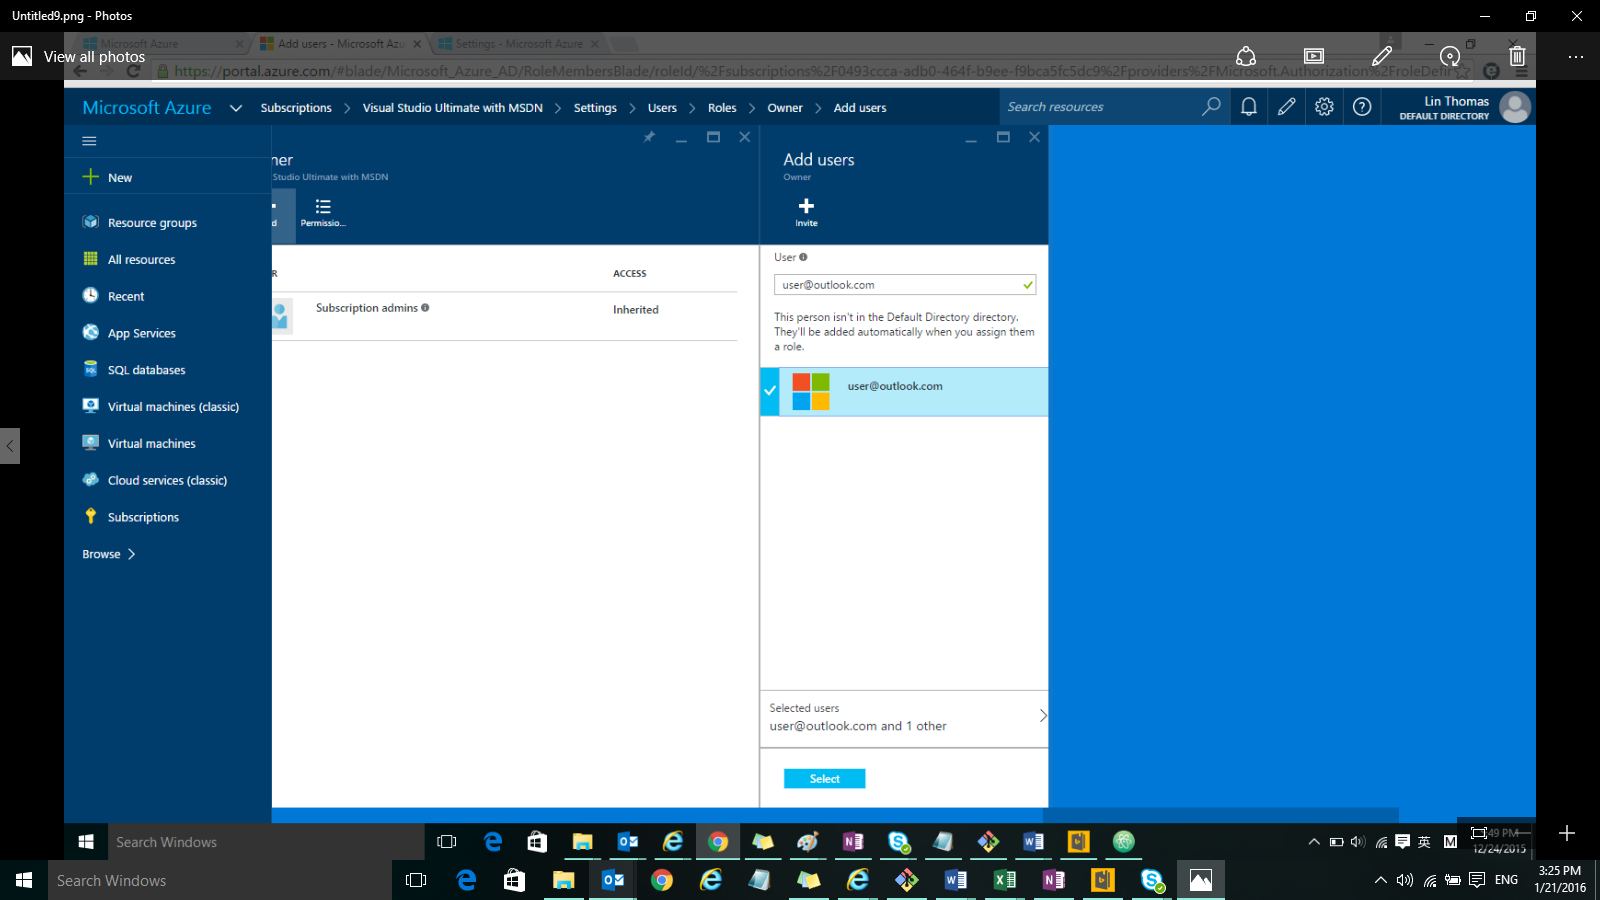 Untitled9.png - Photos
View all photos
Microsoft Azure
Add users - Microsoft Azu
Settings - Microsoft Azure
https://portal.azure.com/#blade/Microsoft_Azure_AD/RoleMembersBlade/roleId/%2Fsubscriptions%2F0493ccca-adb0-464f-b9ee-f9bca5fc5dc9%2Fproviders%2FMicrosoft.Authorization%2FroleDefin
Microsoft Azure
Subscriptions > Visual Studio Ultimate with MSDN > Settings > Users > Roles > Owner > Add users
Search resources
Lin Thomas
DEFAULT DIRECTORY
New
Resource groups
All resources
Recent
App Services
SQL databases
Virtual machines (classic)
Virtual machines
Cloud services (classic)
Subscriptions
Browse >
ner
Studio Ultimate with MSDN
d
Permissio...
R
ACCESS
Subscription admins
Inherited
Add users
Owner
Invite
User
user@outlook.com
This person isn't in the Default Directory directory.
They'll be added automatically when you assign them
a role.
user@outlook.com
Selected users
user@outlook.com and 1 other
Select
Search Windows
英
M
:49 PM
12/24/2015
Search Windows
ENG
3:25 PM
1/21/2016